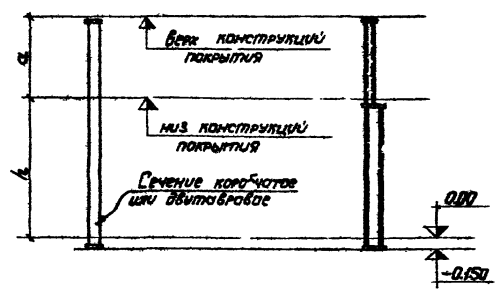 верх конструкций
покрытия
a
низ конструкций
покрытия
h
Сечение коробчатое
или двутавровое
0.00
-0.150